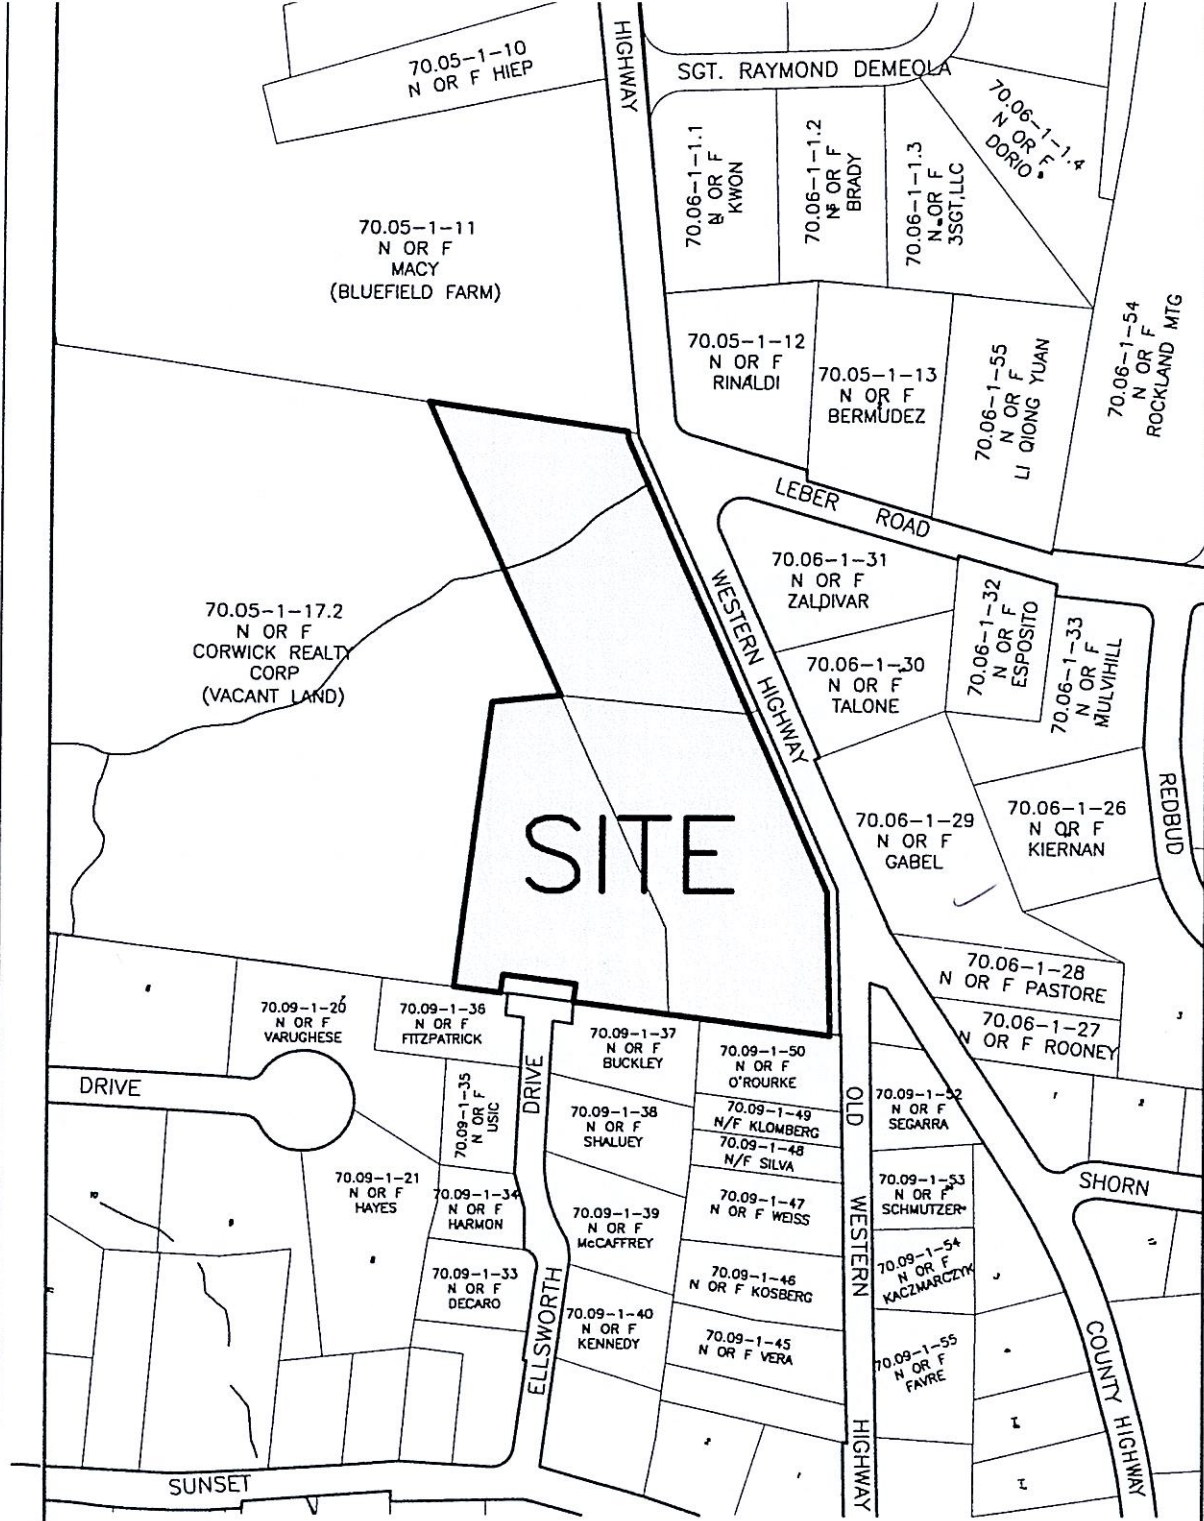 70.05-1-10
N OR F HIEP
HIGHWAY
SGT. RAYMOND DEMEOLA
70.06-1-1.1
N OR F
KWON
70.06-1-1.2
N OR F
BRADY
70.06-1-1.3
N OR F
3SGT,LLC
70.06-1-1.4
N OR F
DORIO
70.05-1-11
N OR F
MACY
(BLUEFIELD FARM)
70.05-1-12
N OR F
RINALDI
70.05-1-13
N OR F
BERMUDEZ
70.06-1-55
N OR F
LI QIONG YUAN
70.06-1-54
N OR F
ROCKLAND MTG
LEBER ROAD
70.06-1-31
N OR F
ZALDIVAR
WESTERN HIGHWAY
70.06-1-32
N OR F
ESPOSITO
70.06-1-33
N OR F
MULVIHILL
70.05-1-17.2
N OR F
CORWICK REALTY
CORP
(VACANT LAND)
70.06-1-30
N OR F
TALONE
REDBUD
70.06-1-29
N OR F
GABEL
70.06-1-26
N OR F
KIERNAN
SITE
70.06-1-28
N OR F PASTORE
70.06-1-27
N OR F ROONEY
3
70.09-1-20
N OR F
VARUGHESE
70.09-1-36
N OR F
FITZPATRICK
70.09-1-37
N OR F
BUCKLEY
70.09-1-50
N OR F
O'ROURKE
DRIVE
DRIVE
70.09-1-35
N OR F
USIC
70.09-1-38
N OR F
SHALUEY
70.09-1-49
N/F KLOMBERG
70.09-1-48
N/F SILVA
OLD WESTERN HIGHWAY
70.09-1-52
N OR F
SEGARRA
1
2
70.09-1-21
N OR F
HAYES
70.09-1-34
N OR F
HARMON
70.09-1-39
N OR F
McCAFFREY
70.09-1-47
N OR F WEISS
70.09-1-53
N OR F
SCHMUTZER
SHORN
70.09-1-33
N OR F
DECARO
70.09-1-46
N OR F KOSBERG
70.09-1-54
N OR F
KACZMARCZYK
ELLSWORTH
70.09-1-40
N OR F
KENNEDY
70.09-1-45
N OR F VERA
70.09-1-55
N OR F
FAVRE
COUNTY HIGHWAY
2
1
SUNSET